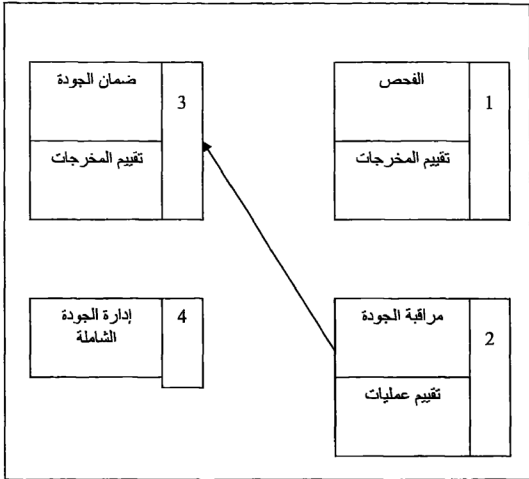 الفحص
1
تقييم المخرجات
مراقبة الجودة
2
تقييم عمليات
ضمان الجودة
3
تقييم المخرجات
إدارة الجودة
الشاملة
4